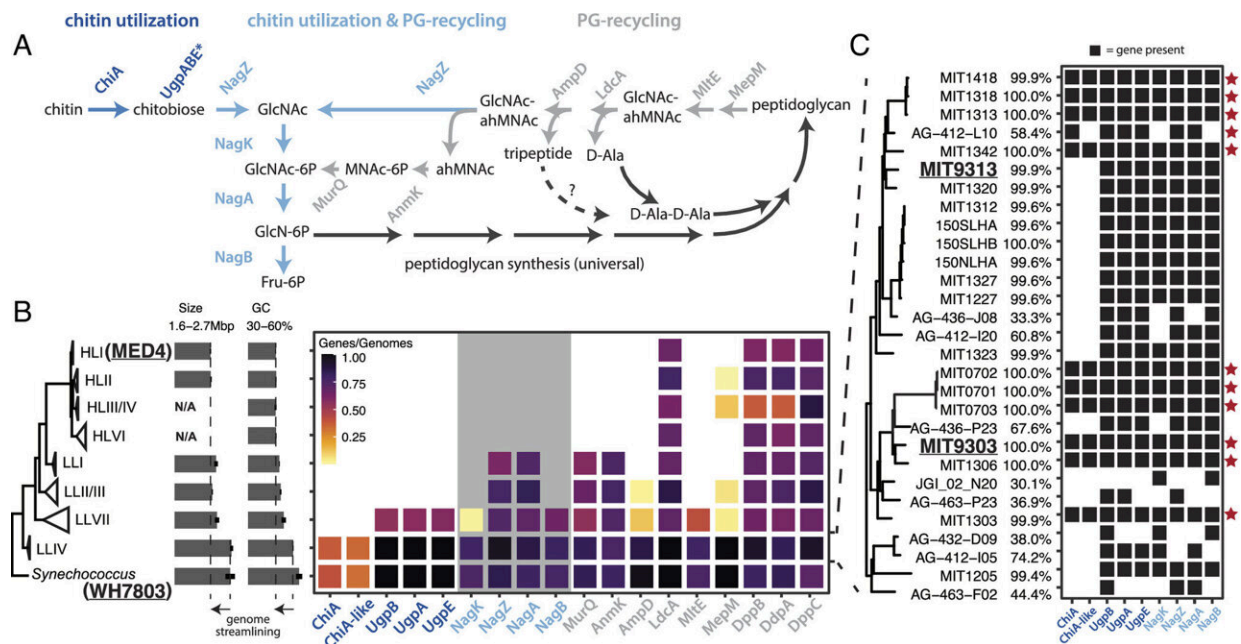 chitin utilization
chitin utilization & PG-recycling
PG-recycling
A
ChiA
UgpABE*
NagZ
NagZ
AmpD
LdcA
MltE
MepM
chitin
chitobiose
GlcNAc
GlcNAc-
ahMNAc
GlcNAc-
ahMNAc
peptidoglycan
NagK
tripeptide
D-Ala
GlcNAc-6P
MNAc-6P
ahMNAc
MurQ
AnmK
?
NagA
D-Ala-D-Ala
GlcN-6P
NagB
peptidoglycan synthesis (universal)
Fru-6P
B
Size
1.6–2.7Mbp
GC
30–60%
HLI (MED4)
HLII
HLIII/IV
N/A
HLVI
N/A
LLI
LLII/III
LLVII
LLIV
Synechococcus
(WH7803)
genome
streamlining
Genes/Genomes
1.00
0.75
0.50
0.25
ChiA
ChiA-like
UgpB
UgpA
UgpE
NagK
NagZ
NagA
NagB
MurQ
AnmK
AmpD
LdcA
MltE
MepM
DppB
DdpA
DppC
C
= gene present
MIT1418 99.9%
MIT1318 100.0%
MIT1313 100.0%
AG-412-L10 58.4%
MIT1342 100.0%
MIT9313 99.9%
MIT1320 99.9%
MIT1312 99.6%
150SLHA 99.6%
150SLHB 100.0%
150NLHA 99.6%
MIT1327 99.6%
MIT1227 99.6%
AG-436-J08 33.3%
AG-412-I20 60.8%
MIT1323 99.9%
MIT0702 100.0%
MIT0701 100.0%
MIT0703 100.0%
AG-436-P23 67.6%
MIT9303 100.0%
MIT1306 100.0%
JGI_02_N20 30.1%
AG-463-P23 36.9%
MIT1303 99.9%
AG-432-D09 38.0%
AG-412-I05 74.2%
MIT1205 99.4%
AG-463-F02 44.4%
ChiA
ChiA-like
UgpB
UgpA
UgpE
NagK
NagZ
NagA
NagB